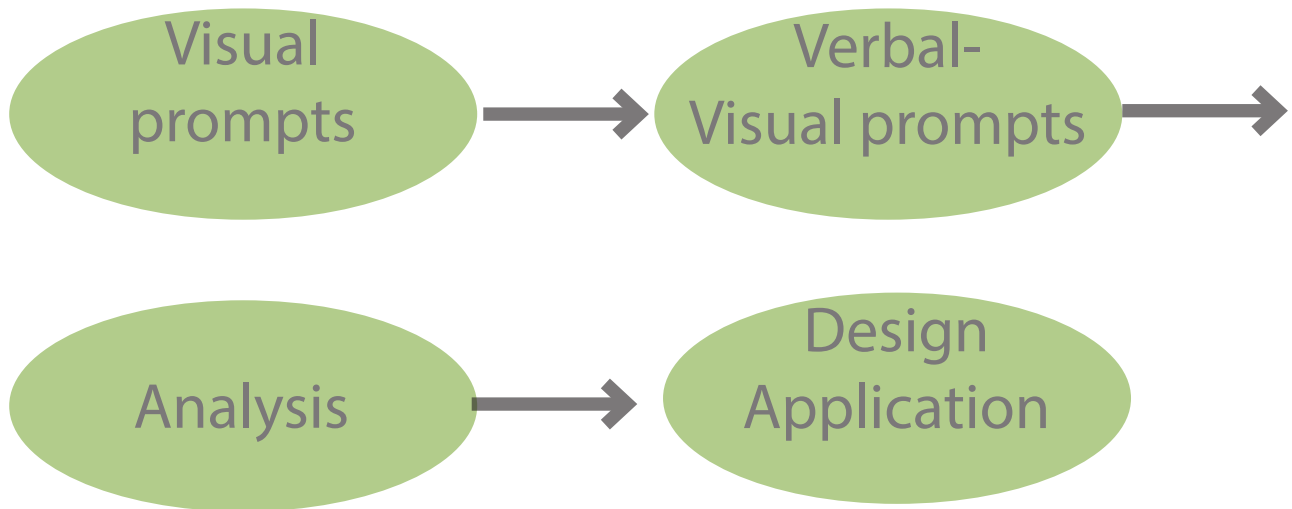 Visual
prompts
Verbal-
Visual prompts
Analysis
Design
Application